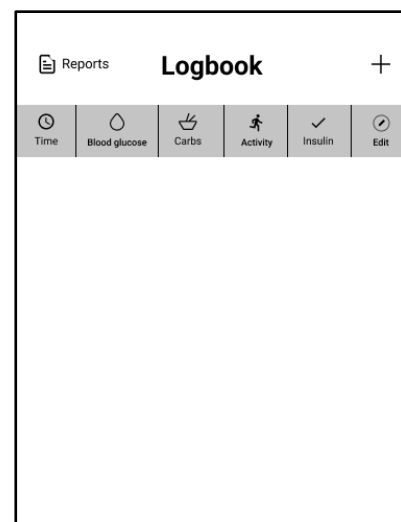 Reports
Logbook
Time
Blood glucose
Carbs
Activity
Insulin
Edit